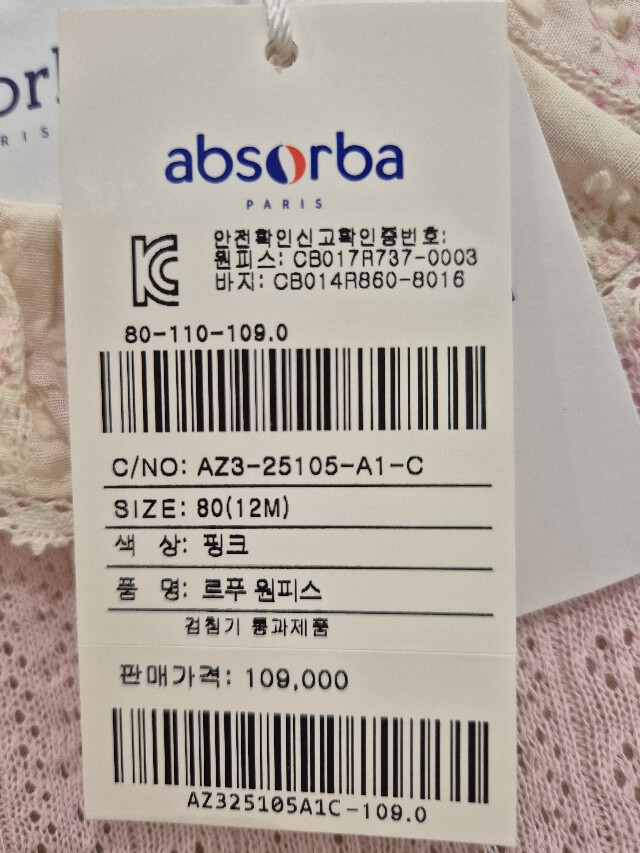 absorba
PARIS
안전확인신고확인증번호:
원피스: CB017R737-0003
바지: CB014R860-8016
80-110-109.0
C/NO: AZ3-25105-A1-C
SIZE: 80(12M)
색 상: 핑크
품 명: 르푸 원피스
검침기 통과제품
판매가격: 109,000
AZ325105A1C-109.0